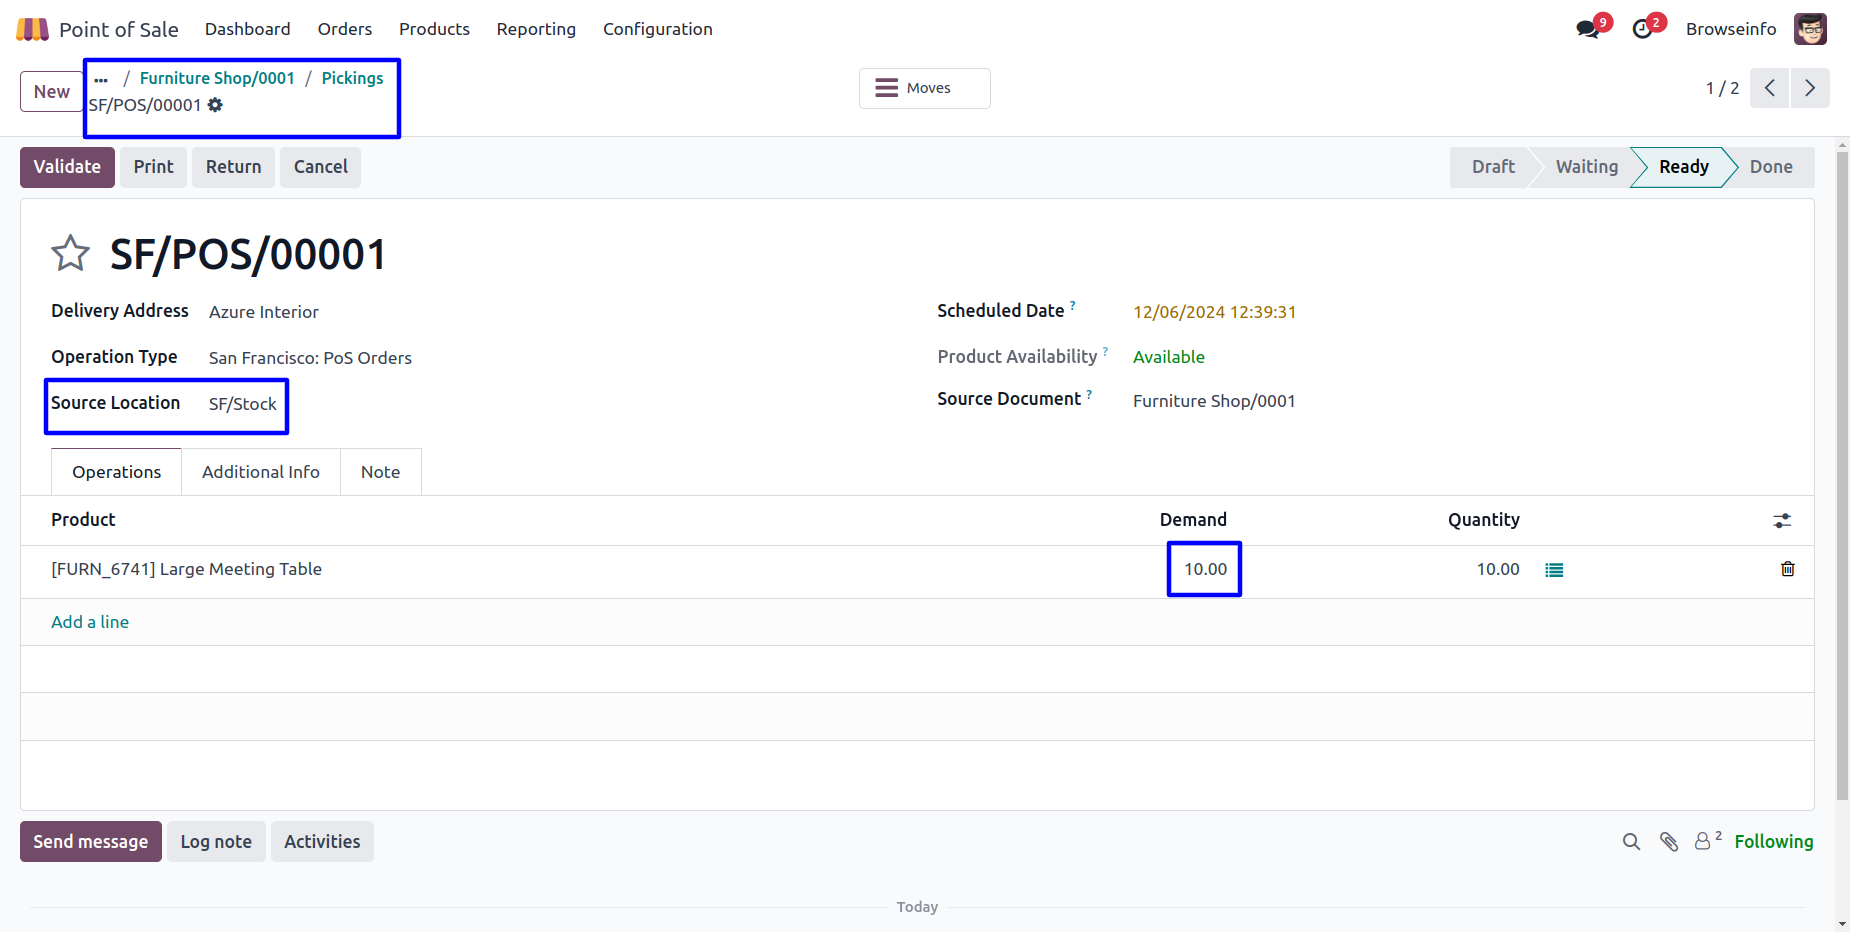 Point of Sale Dashboard Orders Products Reporting Configuration 9 2 Browseinfo
New ... / Furniture Shop/0001 / Pickings
SF/POS/00001
Moves
1 / 2
Validate Print Return Cancel Draft Waiting Ready Done
SF/POS/00001
Delivery Address Azure Interior Scheduled Date ? 12/06/2024 12:39:31
Operation Type San Francisco: PoS Orders Product Availability ? Available
Source Location SF/Stock Source Document ? Furniture Shop/0001
Operations Additional Info Note
Product Demand Quantity
[FURN_6741] Large Meeting Table 10.00 10.00
Add a line
Send message Log note Activities 2 Following
Today